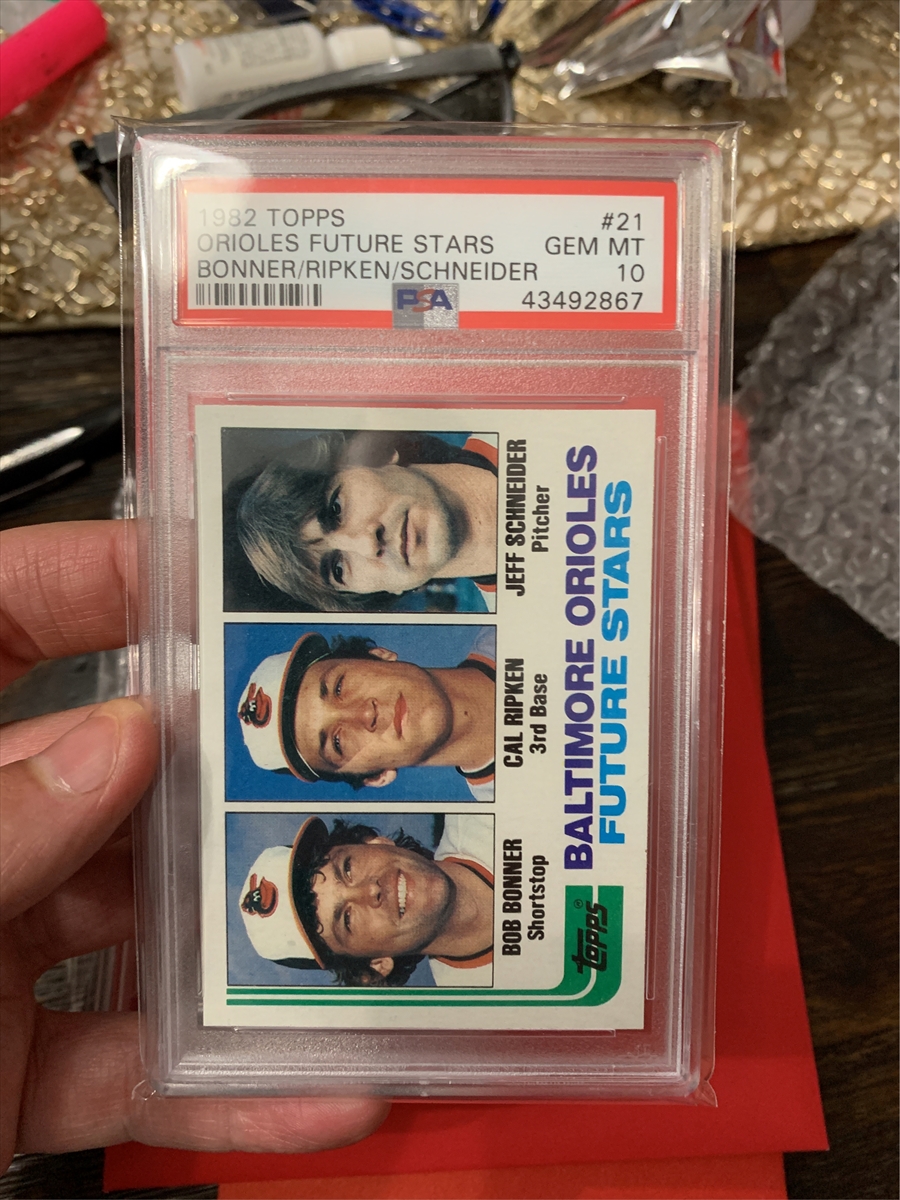 1982 TOPPS #21
ORIOLES FUTURE STARS GEM MT
BONNER/RIPKEN/SCHNEIDER 10
PSA 43492867
JEFF SCHNEIDER
Pitcher
CAL RIPKEN
3rd Base
BOB BONNER
Shortstop
BALTIMORE ORIOLES
FUTURE STARS
TOPPS®